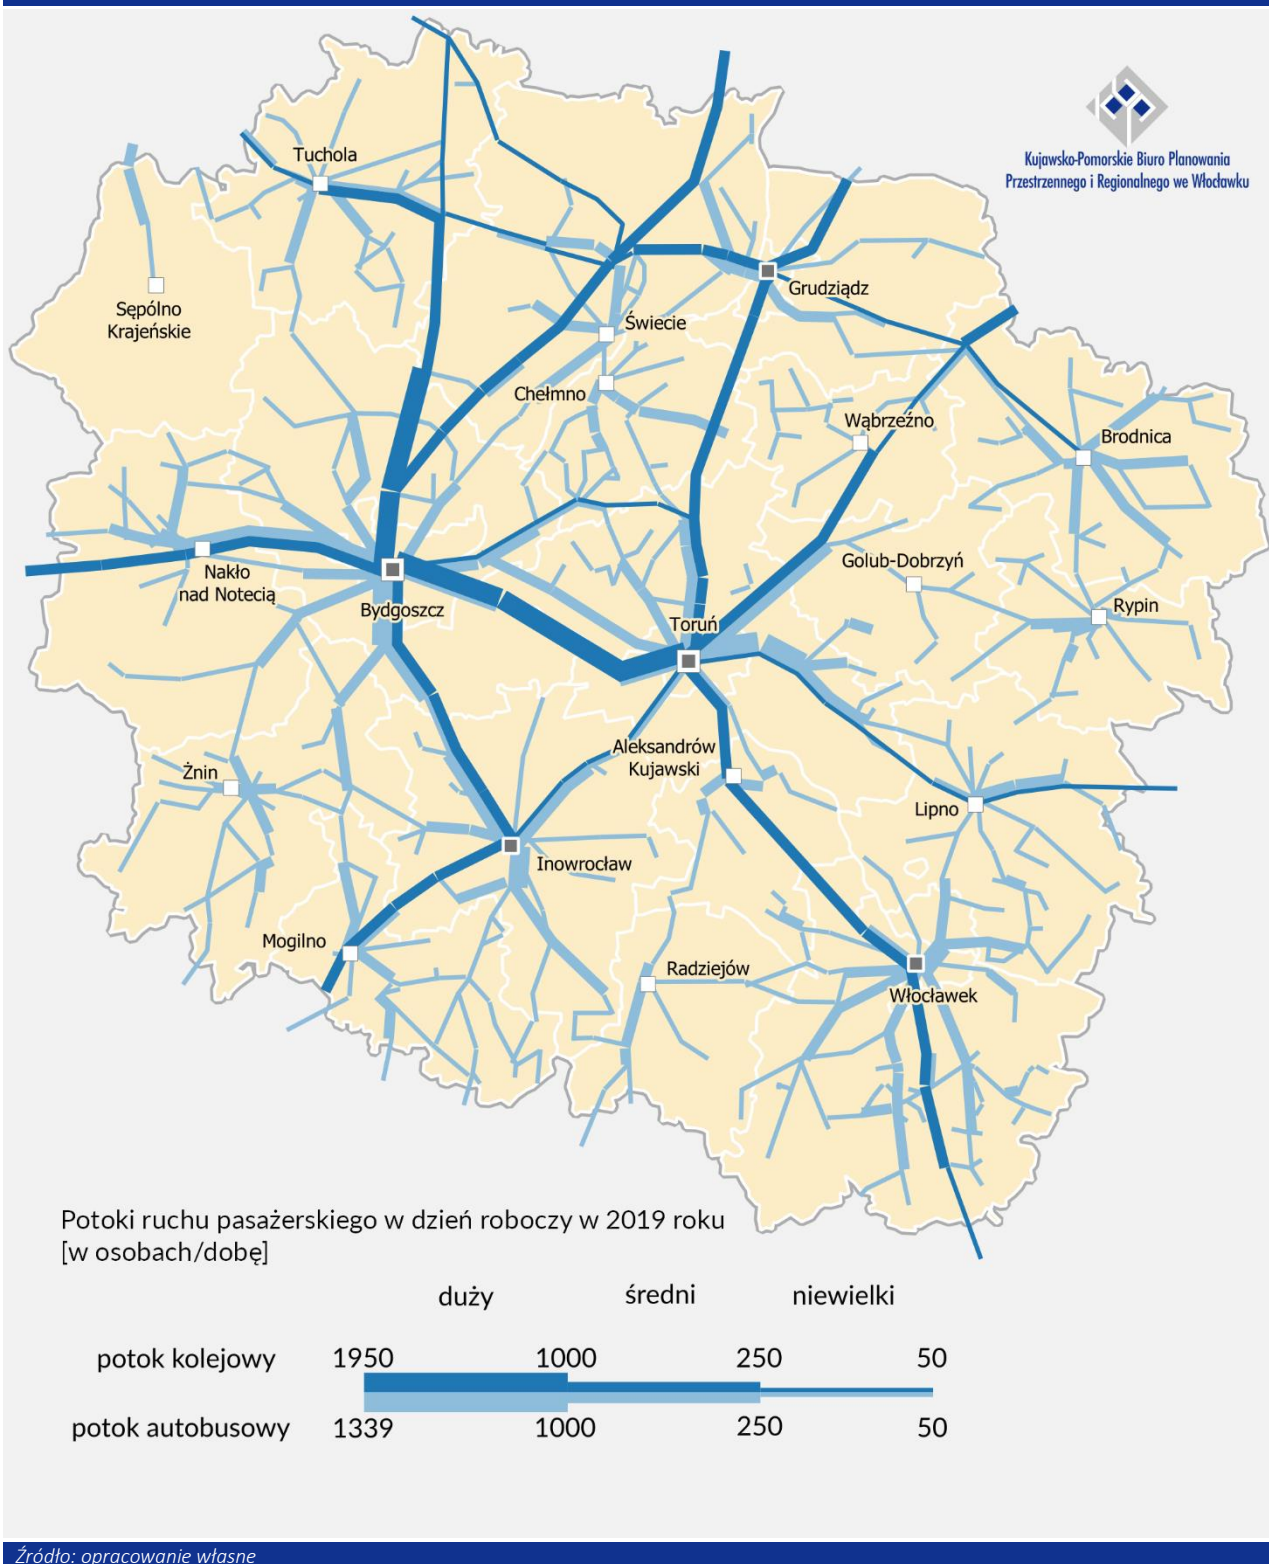 Kujawsko-Pomorskie Biuro Planowania
Przestrzennego i Regionalnego we Włocławku
Tuchola
Sępólno
Krajeńskie
Grudziądz
Świecie
Chełmno
Wąbrzeźno
Brodnica
Nakło
nad Notecią
Bydgoszcz
Golub-Dobrzyń
Rypin
Toruń
Aleksandrów
Kujawski
Żnin
Lipno
Inowrocław
Mogilno
Radziejów
Włocławek
Potoki ruchu pasażerskiego w dzień roboczy w 2019 roku
[w osobach/dobę]
duży średni niewielki
potok kolejowy 1950 1000 250 50
potok autobusowy 1339 1000 250 50
Źródło: opracowanie własne